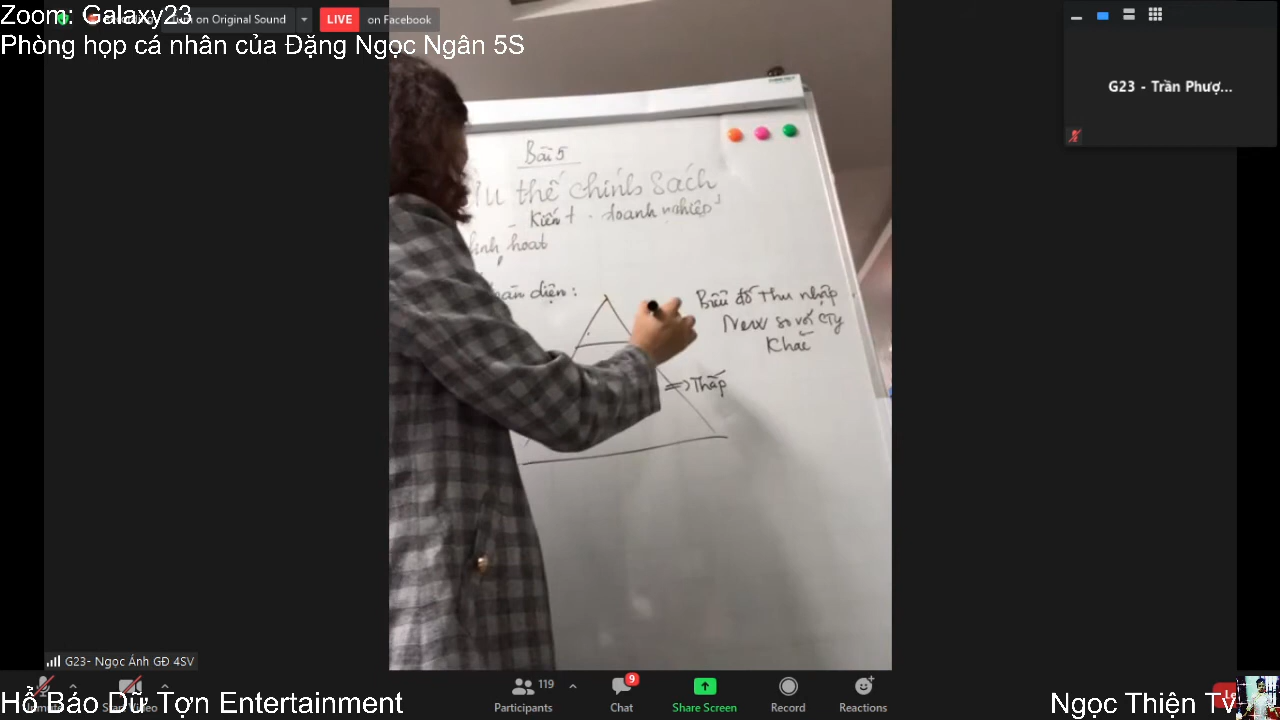 Zoom: Galaxy23
on Original Sound
LIVE
on Facebook
Phòng họp cá nhân của Đặng Ngọc Ngân 5S
G23 - Trần Phượ...
Bài 5
thế chính sách
- Kiến t . doanh nghiệp
linh hoạt
diện :
Biểu đồ Thu nhập
New so với CTy
Khác
=> Thấp
G23- Ngọc Ánh GĐ 4SV
119
9
Participants
Chat
Share Screen
Record
Reactions
Hổ Báo Dữ Tợn Entertainment
Ngọc Thiện Tv